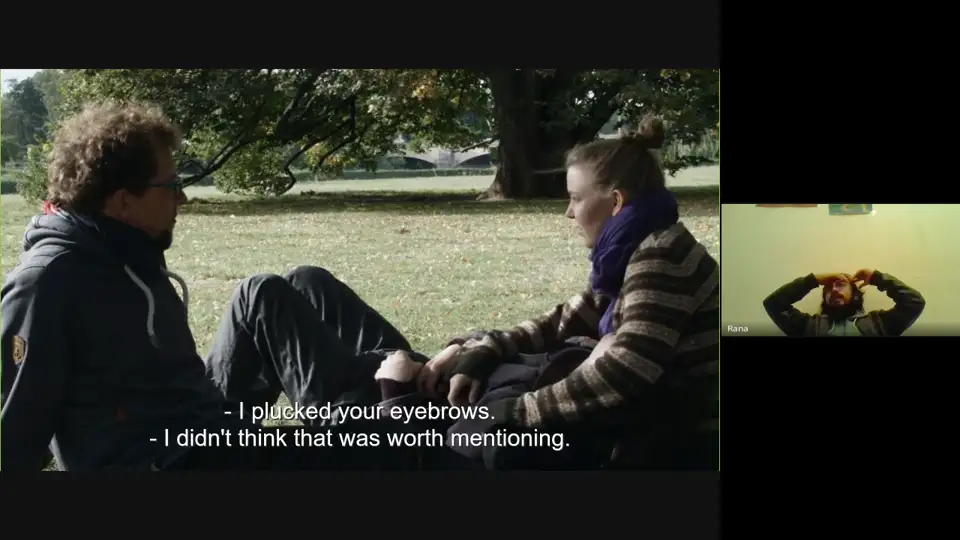 - I plucked your eyebrows.
- I didn't think that was worth mentioning.
Rana